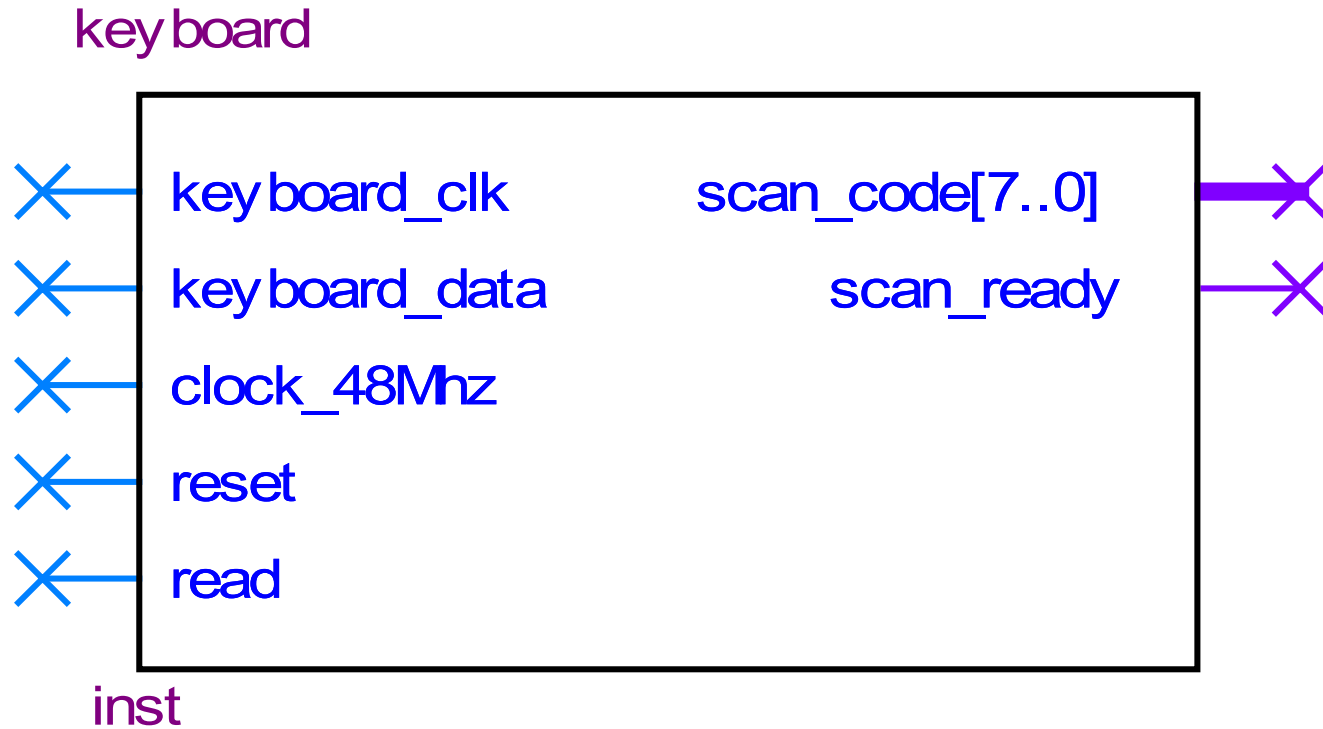 keyboard
keyboard_clk scan_code[7..0]
keyboard_data scan_ready
clock_48Mhz
reset
read
inst